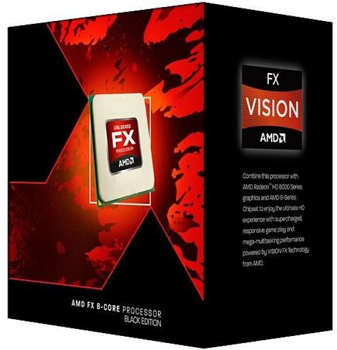 UNLOCKED
FX
PROCESSOR
AMD
AMD FX 8-CORE PROCESSOR
BLACK EDITION
FX
VISION
AMD
Combine this processor with
AMD Radeon™ HD 6000 Series
graphics and AMD 9-Series
Chipset to enjoy the ultimate HD
experience with supercharged,
responsive game play and
mega-multitasking performance
powered by VISION FX Technology
from AMD.